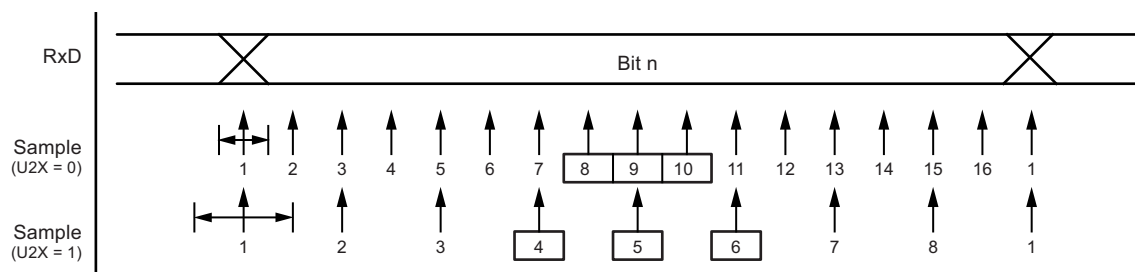 RxD
Bit n
Sample
(U2X = 0)
1 2 3 4 5 6 7 8 9 10 11 12 13 14 15 16 1
Sample
(U2X = 1)
1 2 3 4 5 6 7 8 1